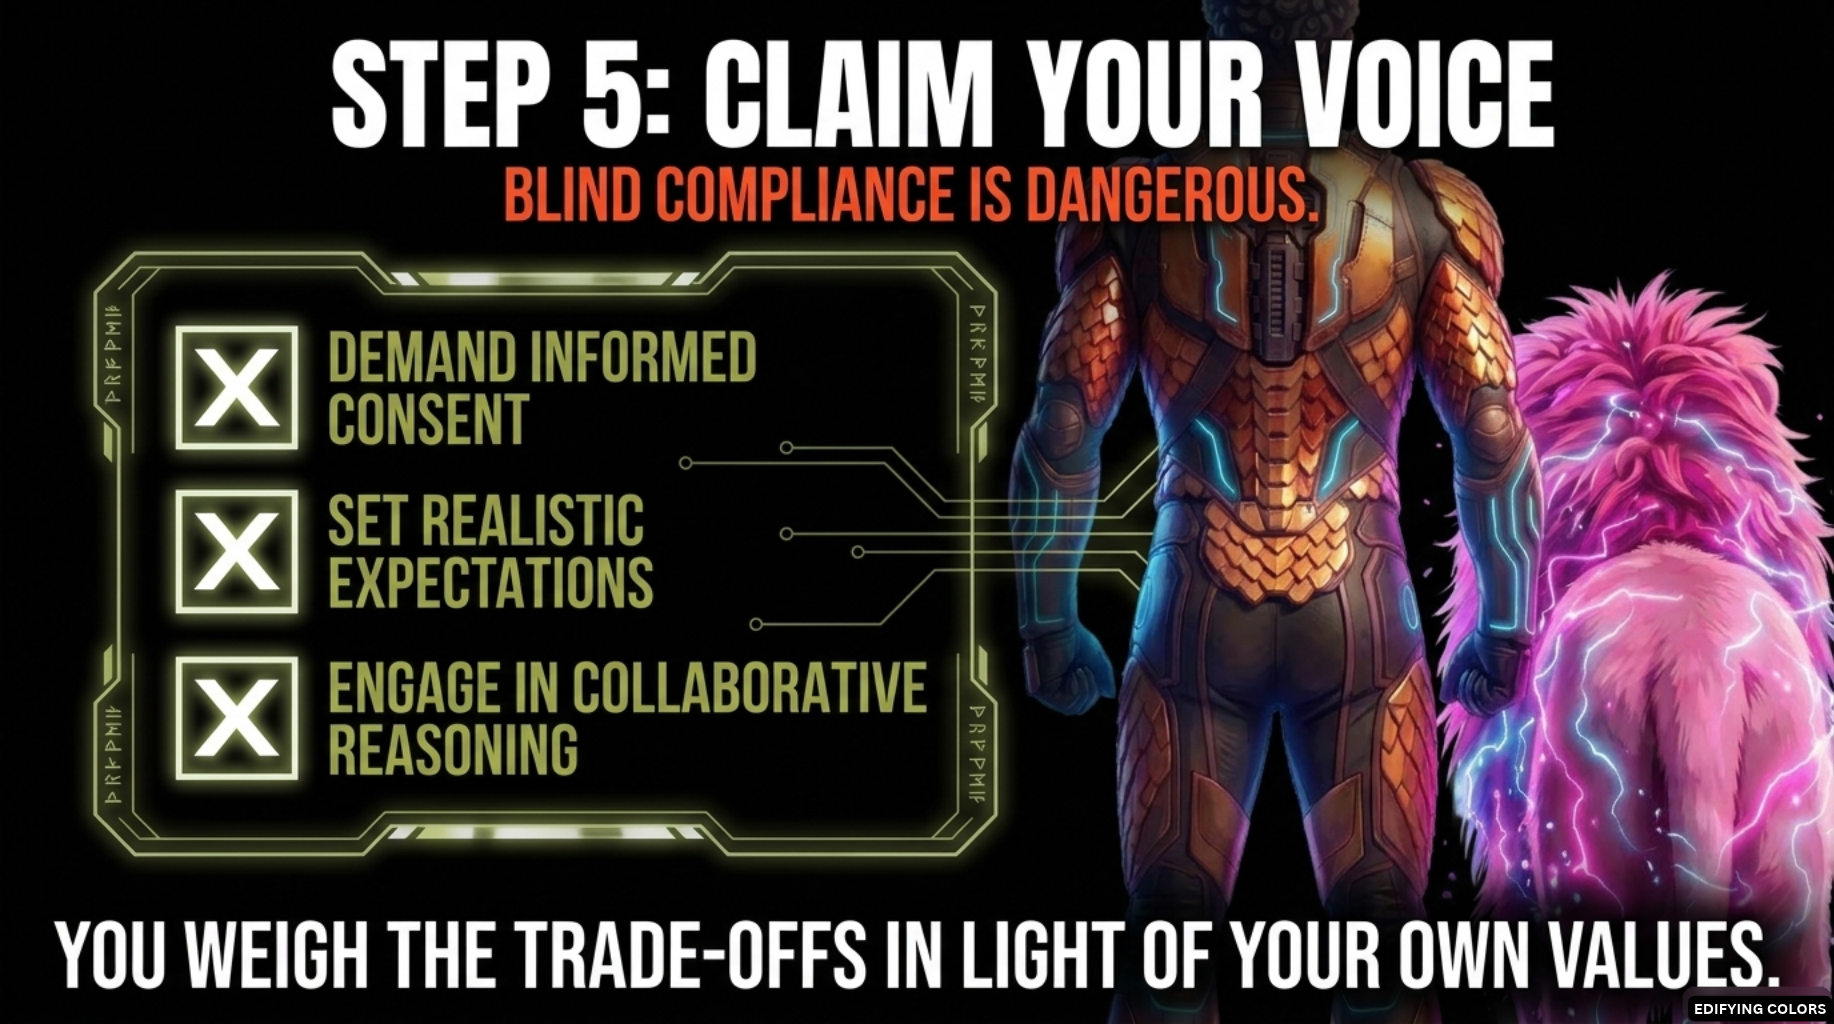 STEP 5: CLAIM YOUR VOICE
BLIND COMPLIANCE IS DANGEROUS.
X DEMAND INFORMED
CONSENT
X SET REALISTIC
EXPECTATIONS
X ENGAGE IN COLLABORATIVE
REASONING
YOU WEIGH THE TRADE-OFFS IN LIGHT OF YOUR OWN VALUES.
EDIFYING COLORS